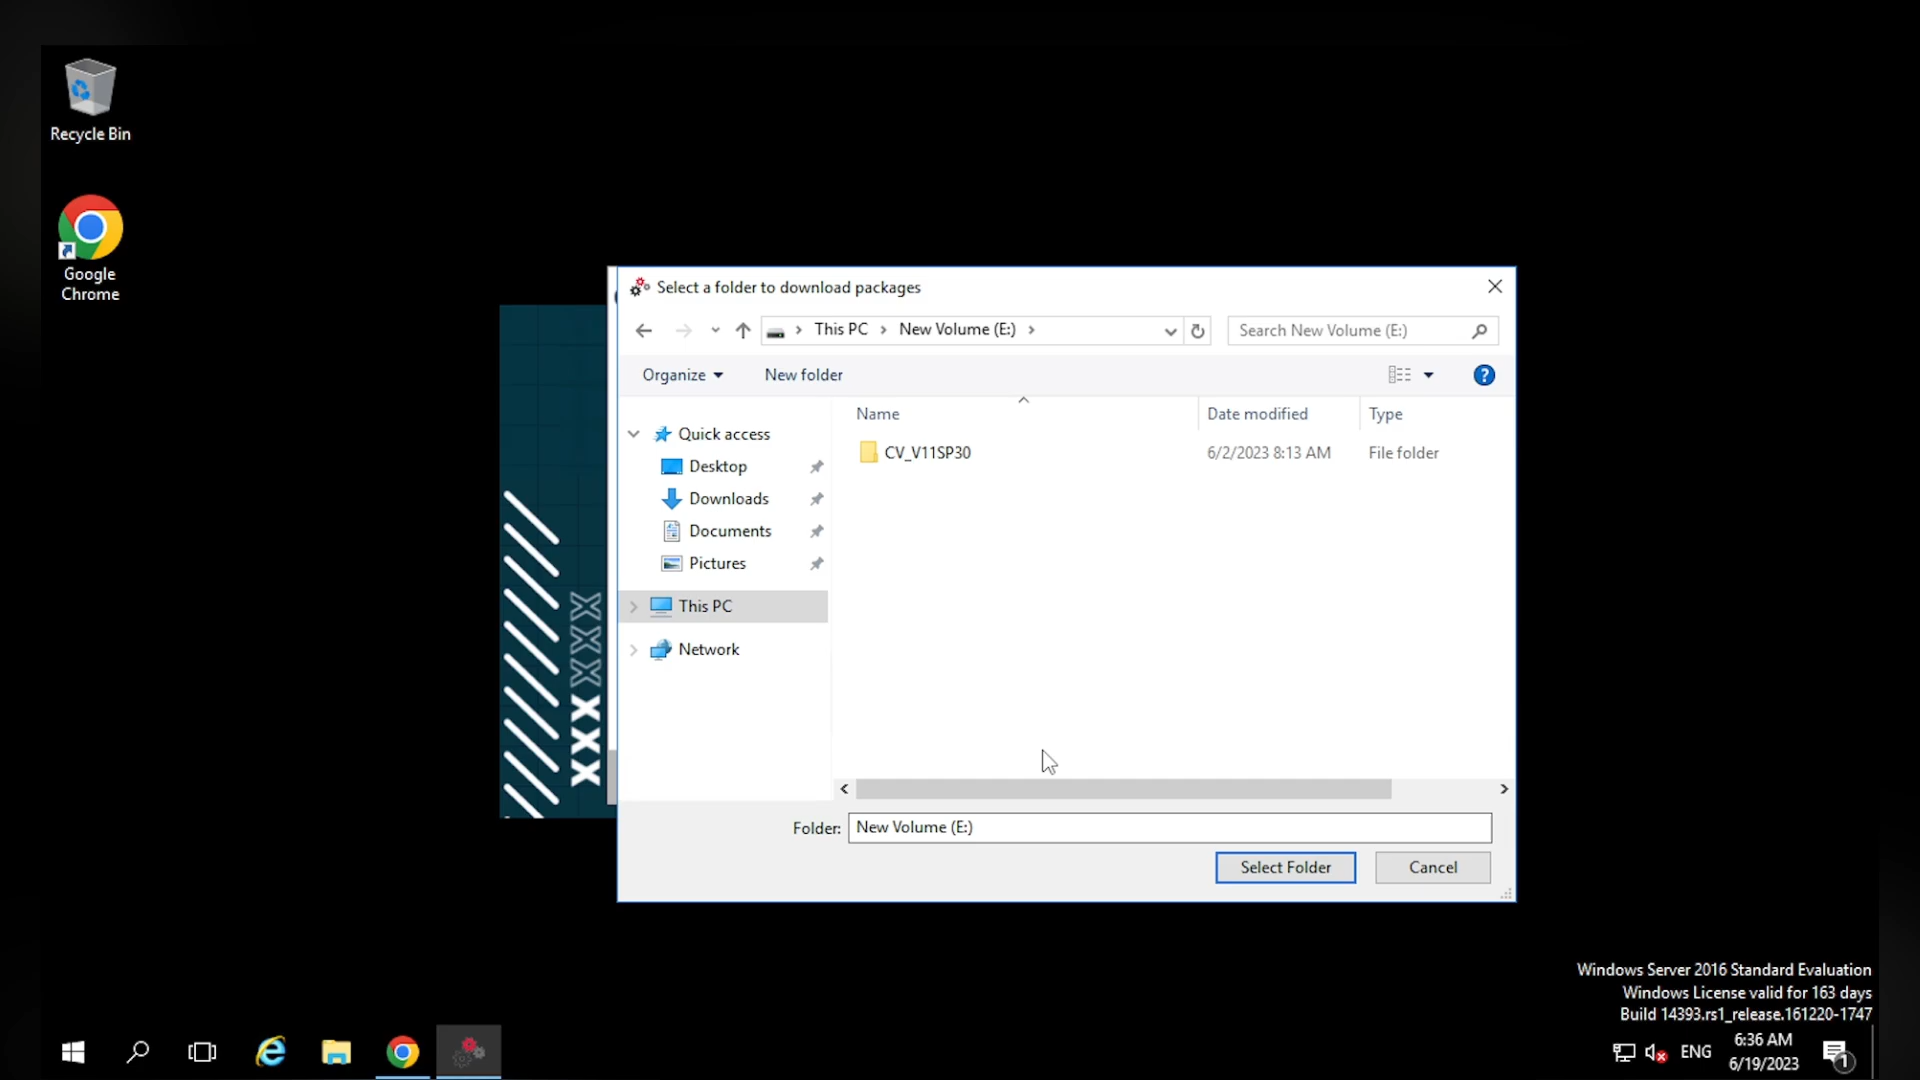 Recycle Bin
Google
Chrome
Select a folder to download packages
This PC
New Volume (E:)
Search New Volume (E:)
Organize
New folder
Name
Date modified
Type
Quick access
Desktop
Downloads
Documents
Pictures
This PC
Network
CV_V11SP30
6/2/2023 8:13 AM
File folder
Folder:
New Volume (E:)
Select Folder
Cancel
XXXXXX
Windows Server 2016 Standard Evaluation
Windows License valid for 163 days
Build 14393.rs1_release.161220-1747
ENG
6:36 AM
6/19/2023
1